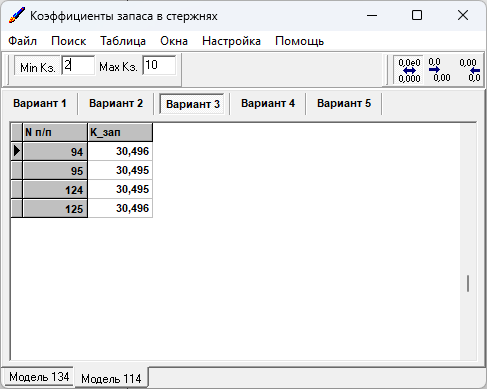 Коэффициенты запаса в стержнях
Файл Поиск Таблица Окна Настройка Помощь
Min Кз. 2 Max Кз. 10 0,0e0 0,000 0,0 0,00 0,00 0,0
Вариант 1 Вариант 2 Вариант 3 Вариант 4 Вариант 5
N п/п K_зап
94 30,496
95 30,495
124 30,495
125 30,496
Модель 134 Модель 114